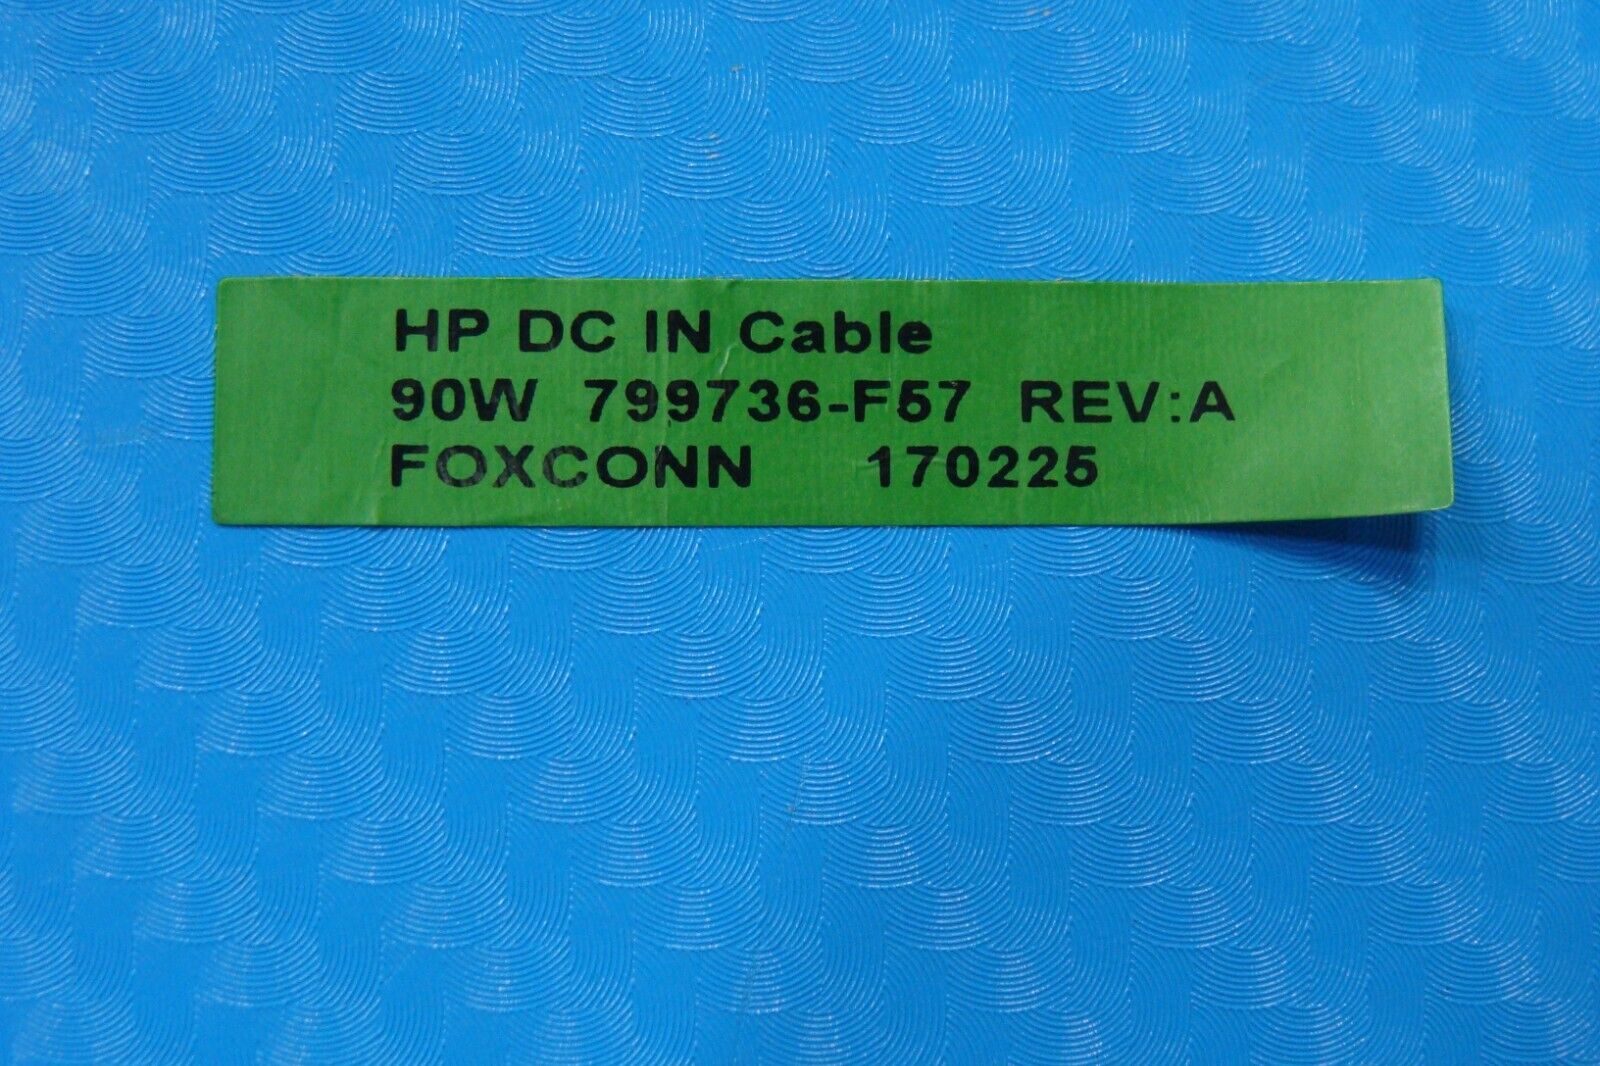 HP DC IN Cable
90W 799736-F57 REV:A
FOXCONN 170225